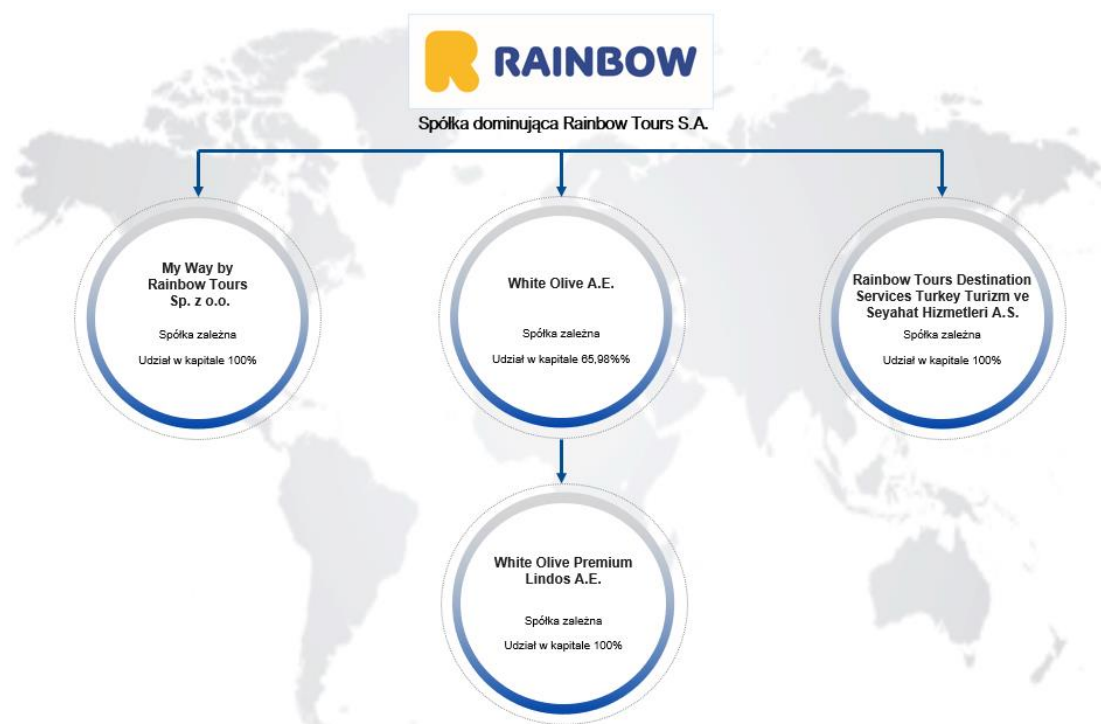 RAINBOW
Spółka dominująca Rainbow Tours S.A.
My Way by
Rainbow Tours
Sp. z o.o.
Spółka zależna
Udział w kapitale 100%
White Olive A.E.
Spółka zależna
Udział w kapitale 65,98%%
Rainbow Tours Destination
Services Turkey Turizm ve
Seyahat Hizmetleri A.S.
Spółka zależna
Udział w kapitale 100%
White Olive Premium
Lindos A.E.
Spółka zależna
Udział w kapitale 100%